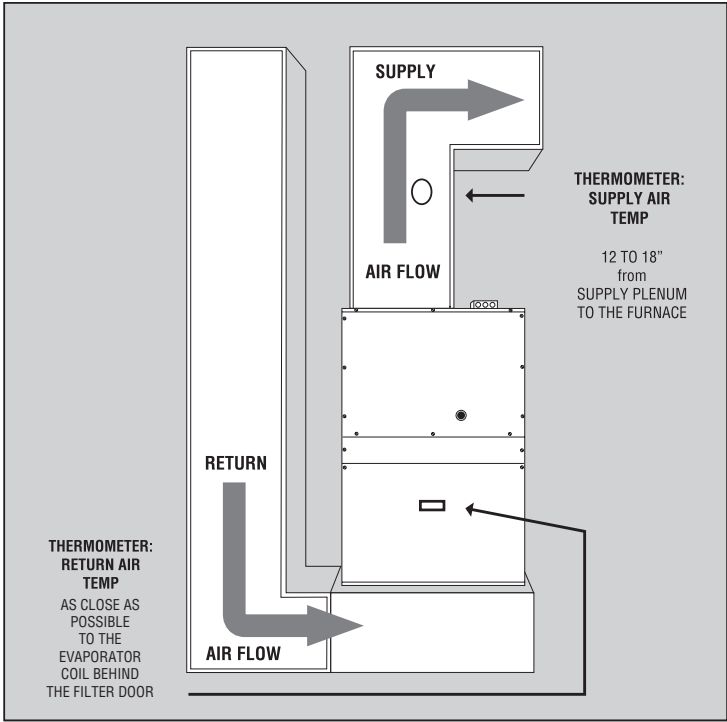 SUPPLY
AIR FLOW
THERMOMETER:
SUPPLY AIR
TEMP
12 TO 18”
from
SUPPLY PLENUM
TO THE FURNACE
RETURN
AIR FLOW
THERMOMETER:
RETURN AIR
TEMP
AS CLOSE AS
POSSIBLE
TO THE
EVAPORATOR
COIL BEHIND
THE FILTER DOOR